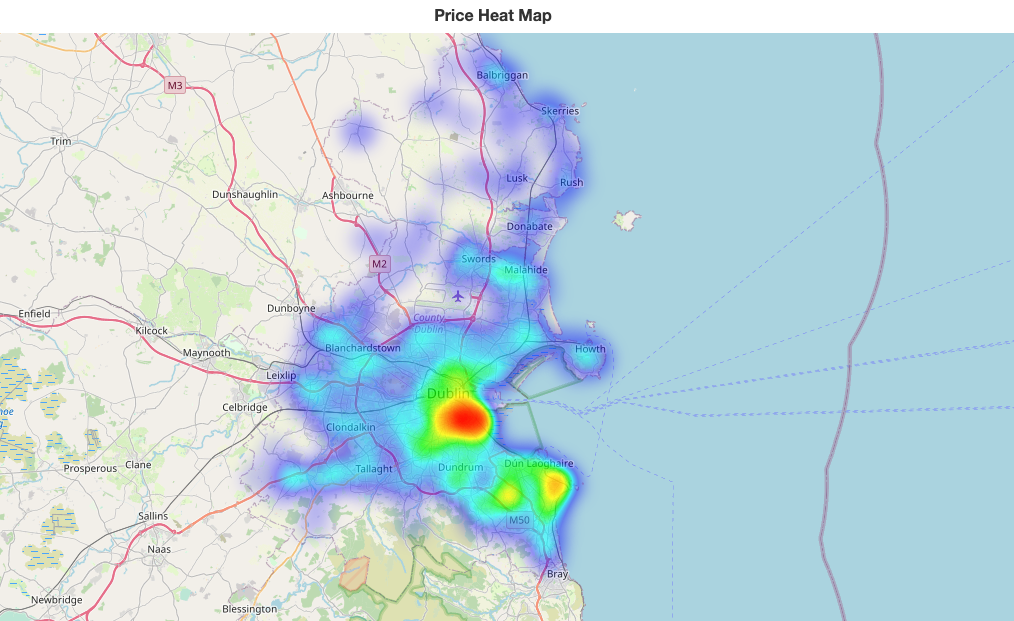 Price Heat Map
Balbriggan
M3
Skerries
Trim
Lusk
Rush
Dunshaughlin
Ashbourne
Donabate
Swords
M2
Malahide
Dunboyne
Enfield
County
Dublin
Kilcock
Blanchardstown
Howth
Maynooth
Leixlip
Dublin
Celbridge
Clondalkin
Dún Laoghaire
Clane
Prosperous
Tallaght
Dundrum
Sallins
M50
Naas
Bray
Newbridge
Blessington